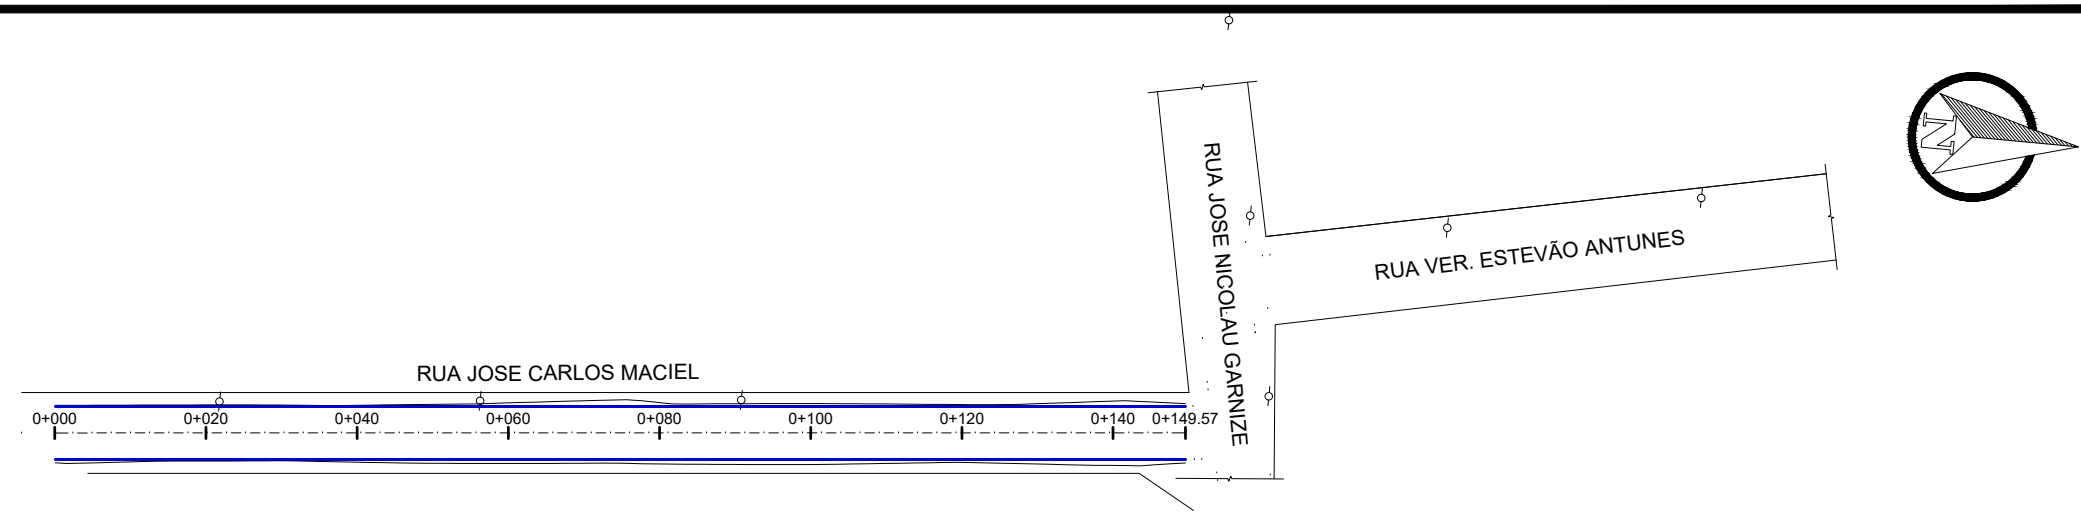 N
RUA JOSE NICOLAU GARNIZE
RUA VER. ESTEVÃO ANTUNES
RUA JOSE CARLOS MACIEL
0+000 0+020 0+040 0+060 0+080 0+100 0+120 0+140 0+149.57